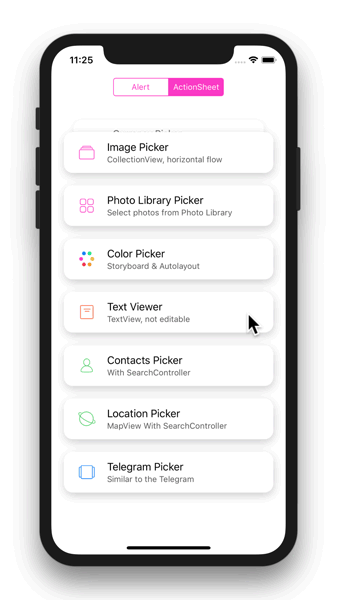 11:25
Alert
ActionSheet
Image Picker
CollectionView, horizontal flow
Photo Library Picker
Select photos from Photo Library
Color Picker
Storyboard & Autolayout
Text Viewer
TextView, not editable
Contacts Picker
With SearchController
Location Picker
MapView With SearchController
Telegram Picker
Similar to the Telegram